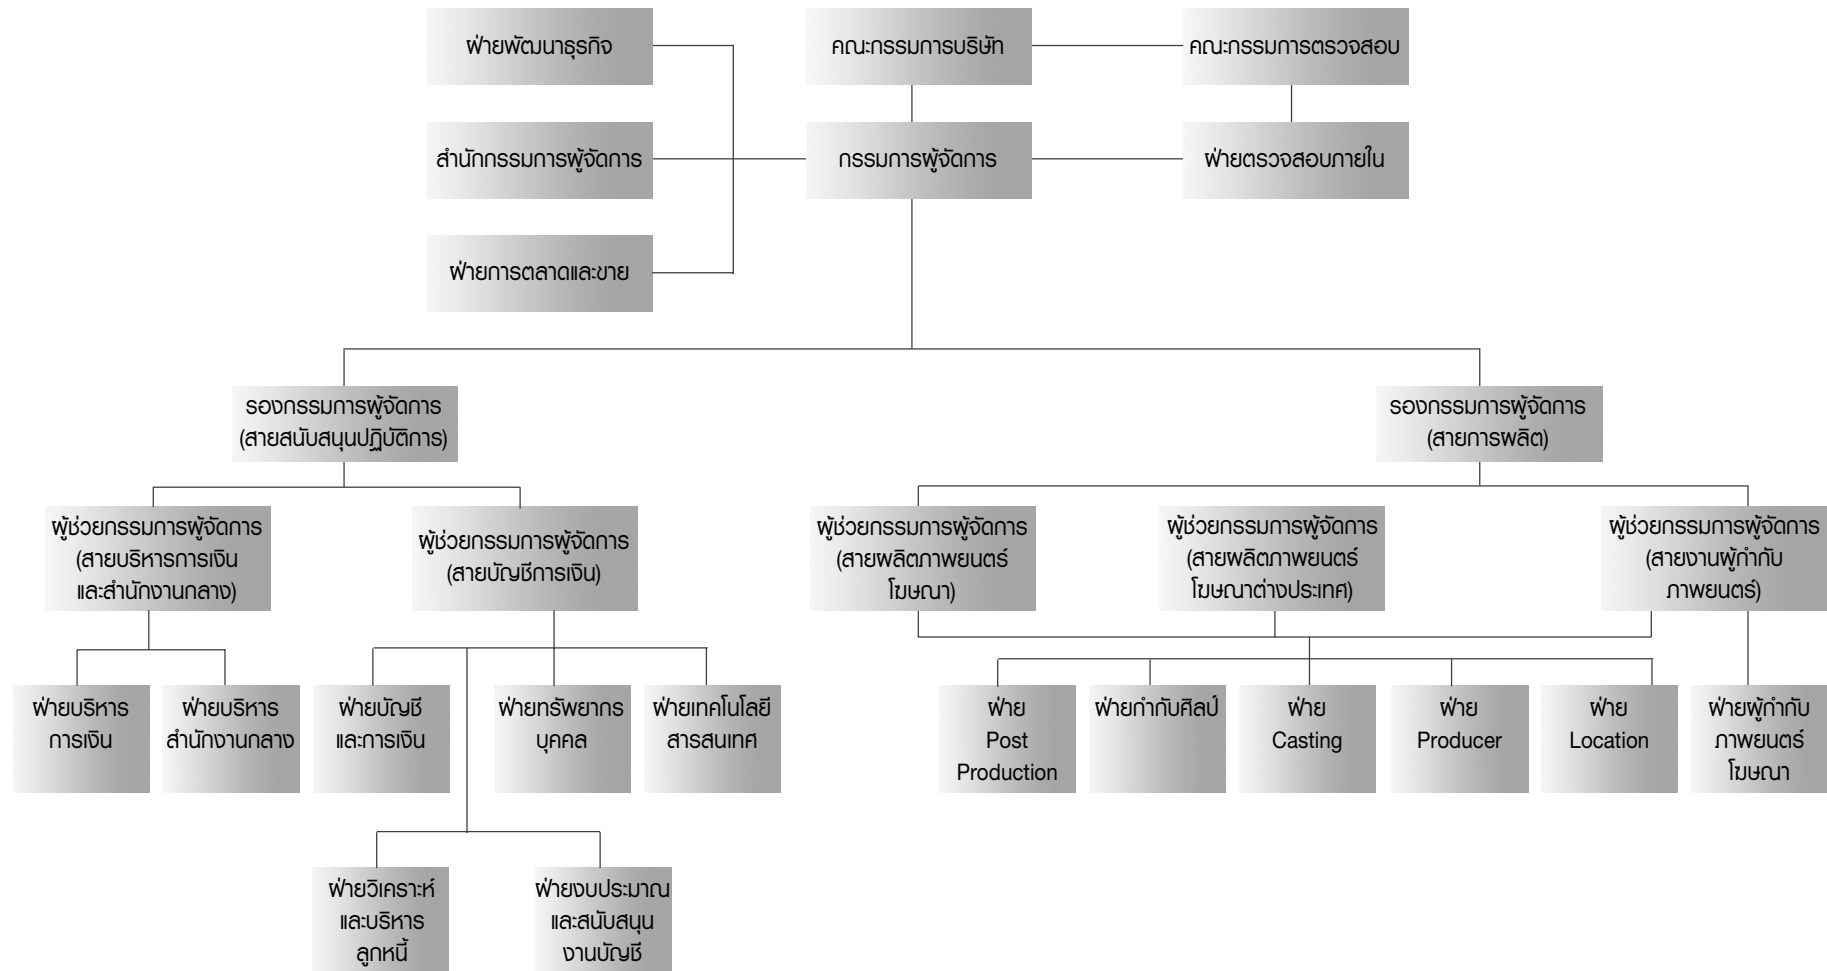 ฝ่ายพัฒนาธุรกิจ
คณะกรรมการบริษัท
คณะกรรมการตรวจสอบ
สำนักกรรมการผู้จัดการ
กรรมการผู้จัดการ
ฝ่ายตรวจสอบภายใน
ฝ่ายการตลาดและขาย
รองกรรมการผู้จัดการ
(สายสนับสนุนปฏิบัติการ)
รองกรรมการผู้จัดการ
(สายการผลิต)
ผู้ช่วยกรรมการผู้จัดการ
(สายบริหารการเงิน
และสำนักงานกลาง)
ผู้ช่วยกรรมการผู้จัดการ
(สายบัญชีการเงิน)
ผู้ช่วยกรรมการผู้จัดการ
(สายผลิตภาพยนตร์
โฆษณา)
ผู้ช่วยกรรมการผู้จัดการ
(สายผลิตภาพยนตร์
โฆษณาต่างประเทศ)
ผู้ช่วยกรรมการผู้จัดการ
(สายงานผู้กำกับ
ภาพยนตร์)
ฝ่ายบริหาร
การเงิน
ฝ่ายบริหาร
สำนักงานกลาง
ฝ่ายบัญชี
และการเงิน
ฝ่ายทรัพยากร
บุคคล
ฝ่ายเทคโนโลยี
สารสนเทศ
ฝ่าย
Post
Production
ฝ่ายกำกับศิลป์
ฝ่าย
Casting
ฝ่าย
Producer
ฝ่าย
Location
ฝ่ายผู้กำกับ
ภาพยนตร์
โฆษณา
ฝ่ายวิเคราะห์
และบริหาร
ลูกหนี้
ฝ่ายงบประมาณ
และสนับสนุน
งานบัญชี